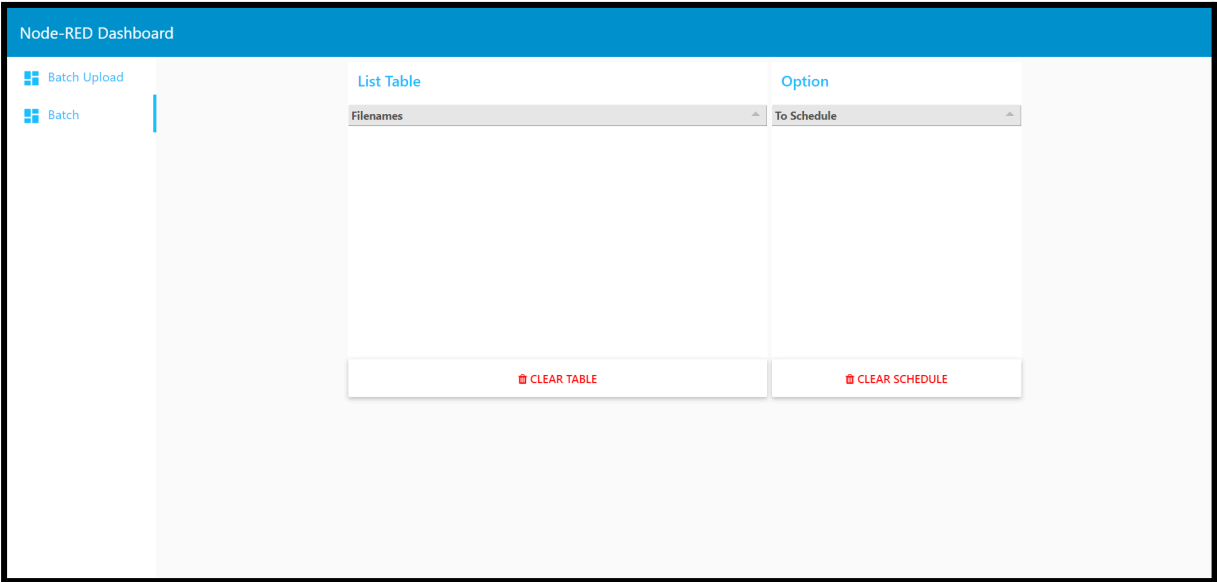 Node-RED Dashboard
Batch Upload
Batch
List Table
Filenames
CLEAR TABLE
Option
To Schedule
CLEAR SCHEDULE